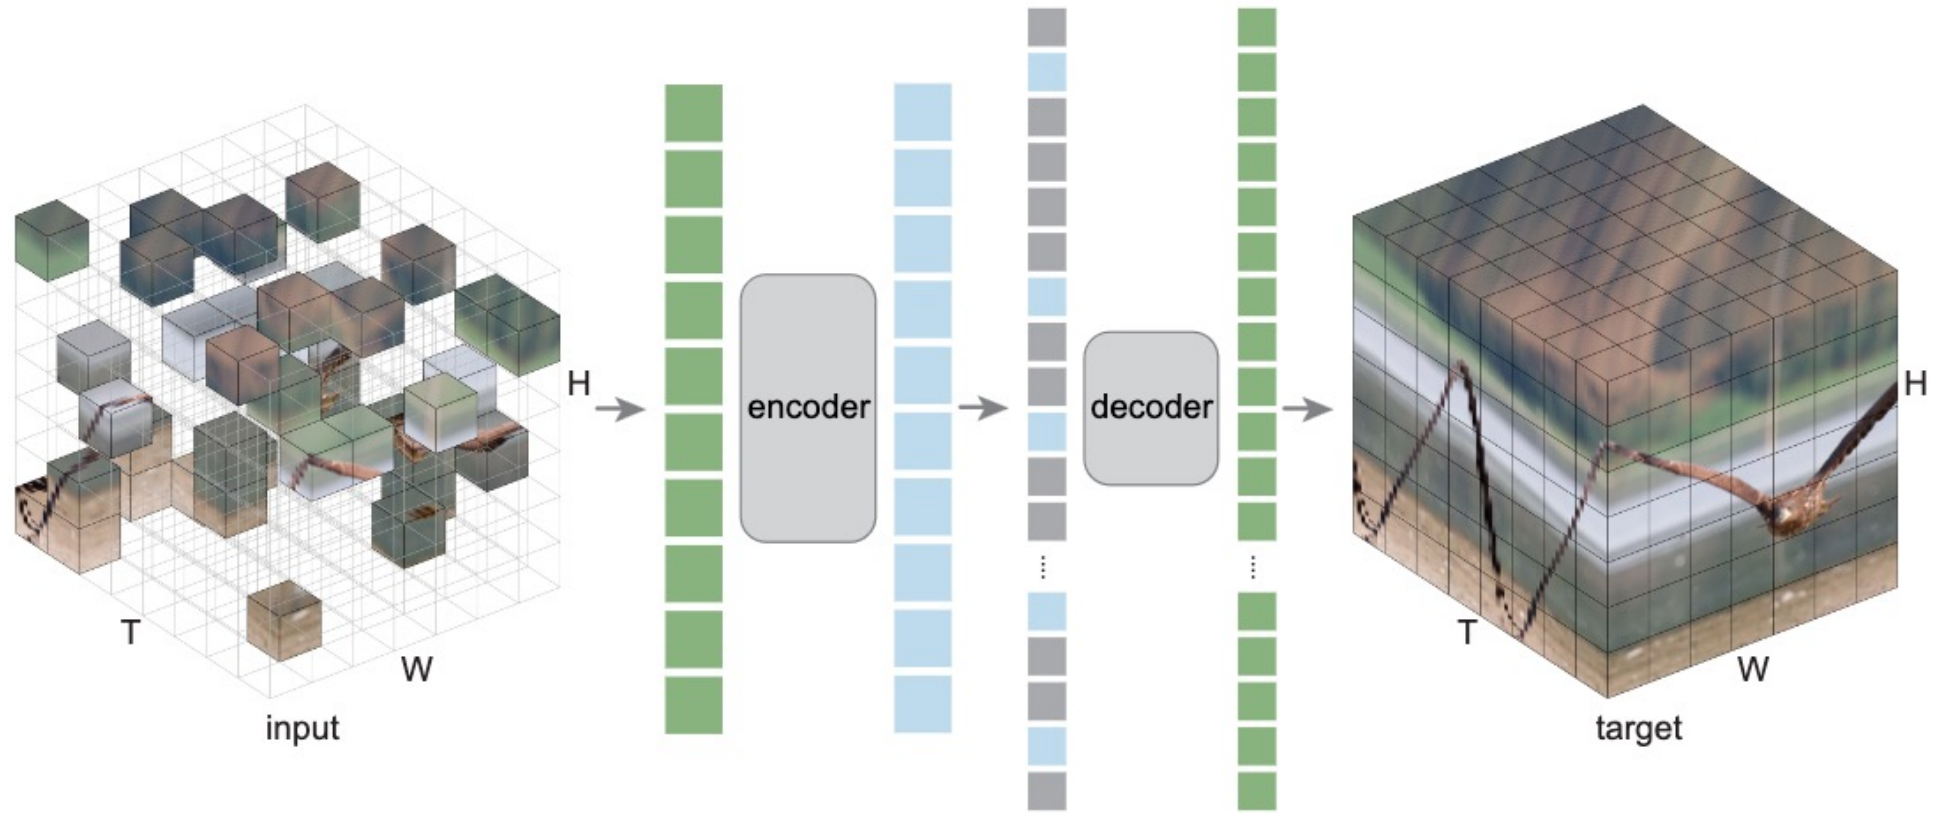 H
T
W
input
encoder
decoder
H
T
W
target